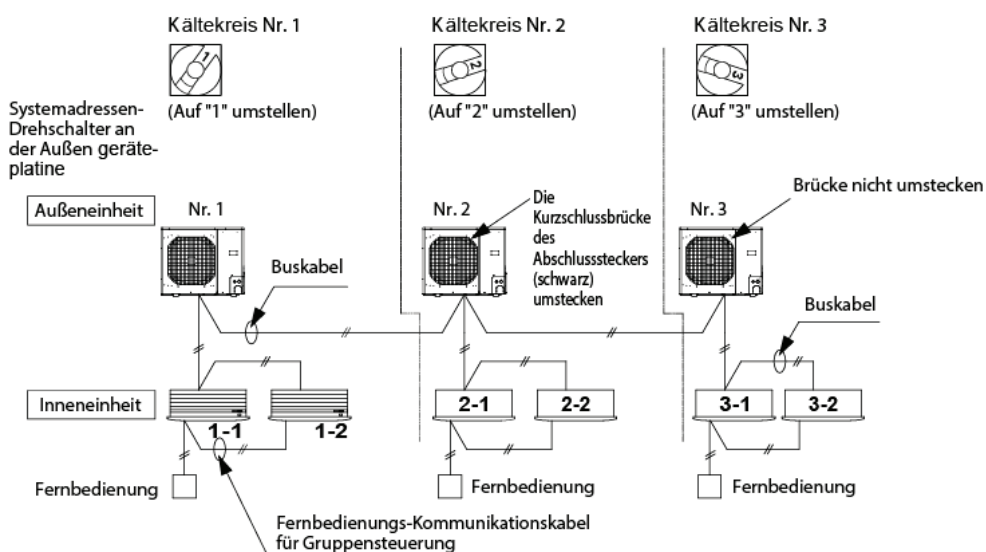 Kältekreis Nr. 1
Kältekreis Nr. 2
Kältekreis Nr. 3
1
2
3
(Auf "1" umstellen)
(Auf "2" umstellen)
(Auf "3" umstellen)
Systemadressen-
Drehschalter an
der Außen geräte-
platine
Außeneinheit
Nr. 1
Nr. 2
Nr. 3
Die
Kurzschlussbrücke
des
Abschlusssteckers
(schwarz)
umstecken
Brücke nicht umstecken
Buskabel
Buskabel
Inneneinheit
1-1
1-2
2-1
2-2
3-1
3-2
Fernbedienung
Fernbedienung
Fernbedienung
Fernbedienungs-Kommunikationskabel
für Gruppensteuerung